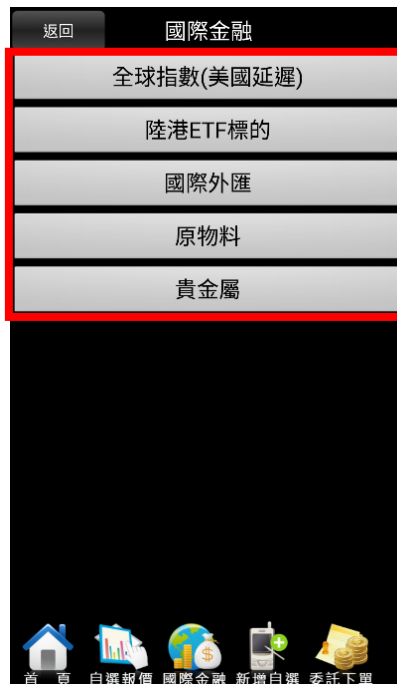 返回 國際金融
全球指數(美國延遲)
陸港ETF標的
國際外匯
原物料
貴金屬
首 頁 自選報價 國際金融 新增自選 委託下單